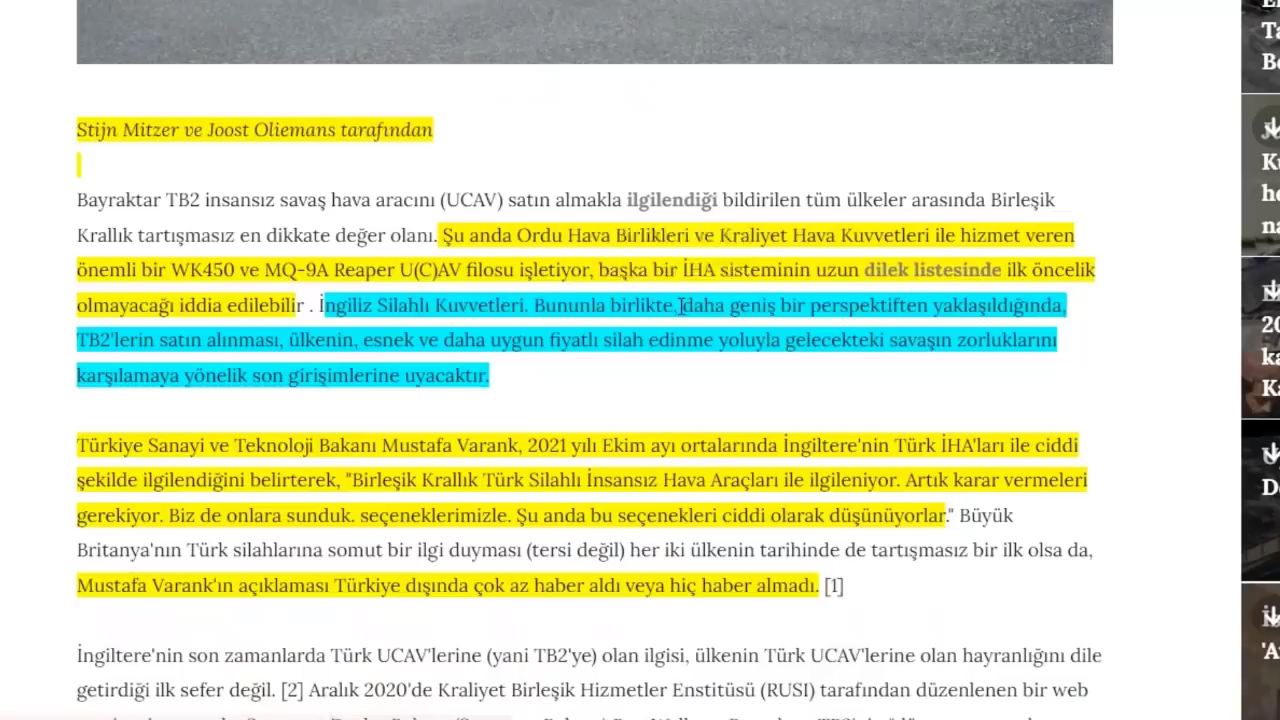 Stijn Mitzer ve Joost Oliemans tarafından
Bayraktar TB2 insansız savaş hava aracını (UCAV) satın almakla ilgilendiği bildirilen tüm ülkeler arasında Birleşik
Krallık tartışmasız en dikkate değer olanı. Şu anda Ordu Hava Birlikleri ve Kraliyet Hava Kuvvetleri ile hizmet veren
önemli bir WK450 ve MQ-9A Reaper U(C)AV filosu işletiyor, başka bir İHA sisteminin uzun dilek listesinde ilk öncelik
olmayacağı iddia edilebilir . İngiliz Silahlı Kuvvetleri. Bununla birlikte, daha geniş bir perspektiften yaklaşıldığında,
TB2'lerin satın alınması, ülkenin, esnek ve daha uygun fiyatlı silah edinme yoluyla gelecekteki savaşın zorluklarını
karşılamaya yönelik son girişimlerine uyacaktır.
Türkiye Sanayi ve Teknoloji Bakanı Mustafa Varank, 2021 yılı Ekim ayı ortalarında İngiltere'nin Türk İHA'ları ile ciddi
şekilde ilgilendiğini belirterek, "Birleşik Krallık Türk Silahlı İnsansız Hava Araçları ile ilgileniyor. Artık karar vermeleri
gerekiyor. Biz de onlara sunduk. seçeneklerimizle. Şu anda bu seçenekleri ciddi olarak düşünüyorlar." Büyük
Britanya'nın Türk silahlarına somut bir ilgi duyması (tersi değil) her iki ülkenin tarihinde de tartışmasız bir ilk olsa da,
Mustafa Varank'ın açıklaması Türkiye dışında çok az haber aldı veya hiç haber almadı. [1]
İngiltere'nin son zamanlarda Türk UCAV'lerine (yani TB2'ye) olan ilgisi, ülkenin Türk UCAV'lerine olan hayranlığını dile
getirdiği ilk sefer değil. [2] Aralık 2020'de Kraliyet Birleşik Hizmetler Enstitüsü (RUSI) tarafından düzenlenen bir web